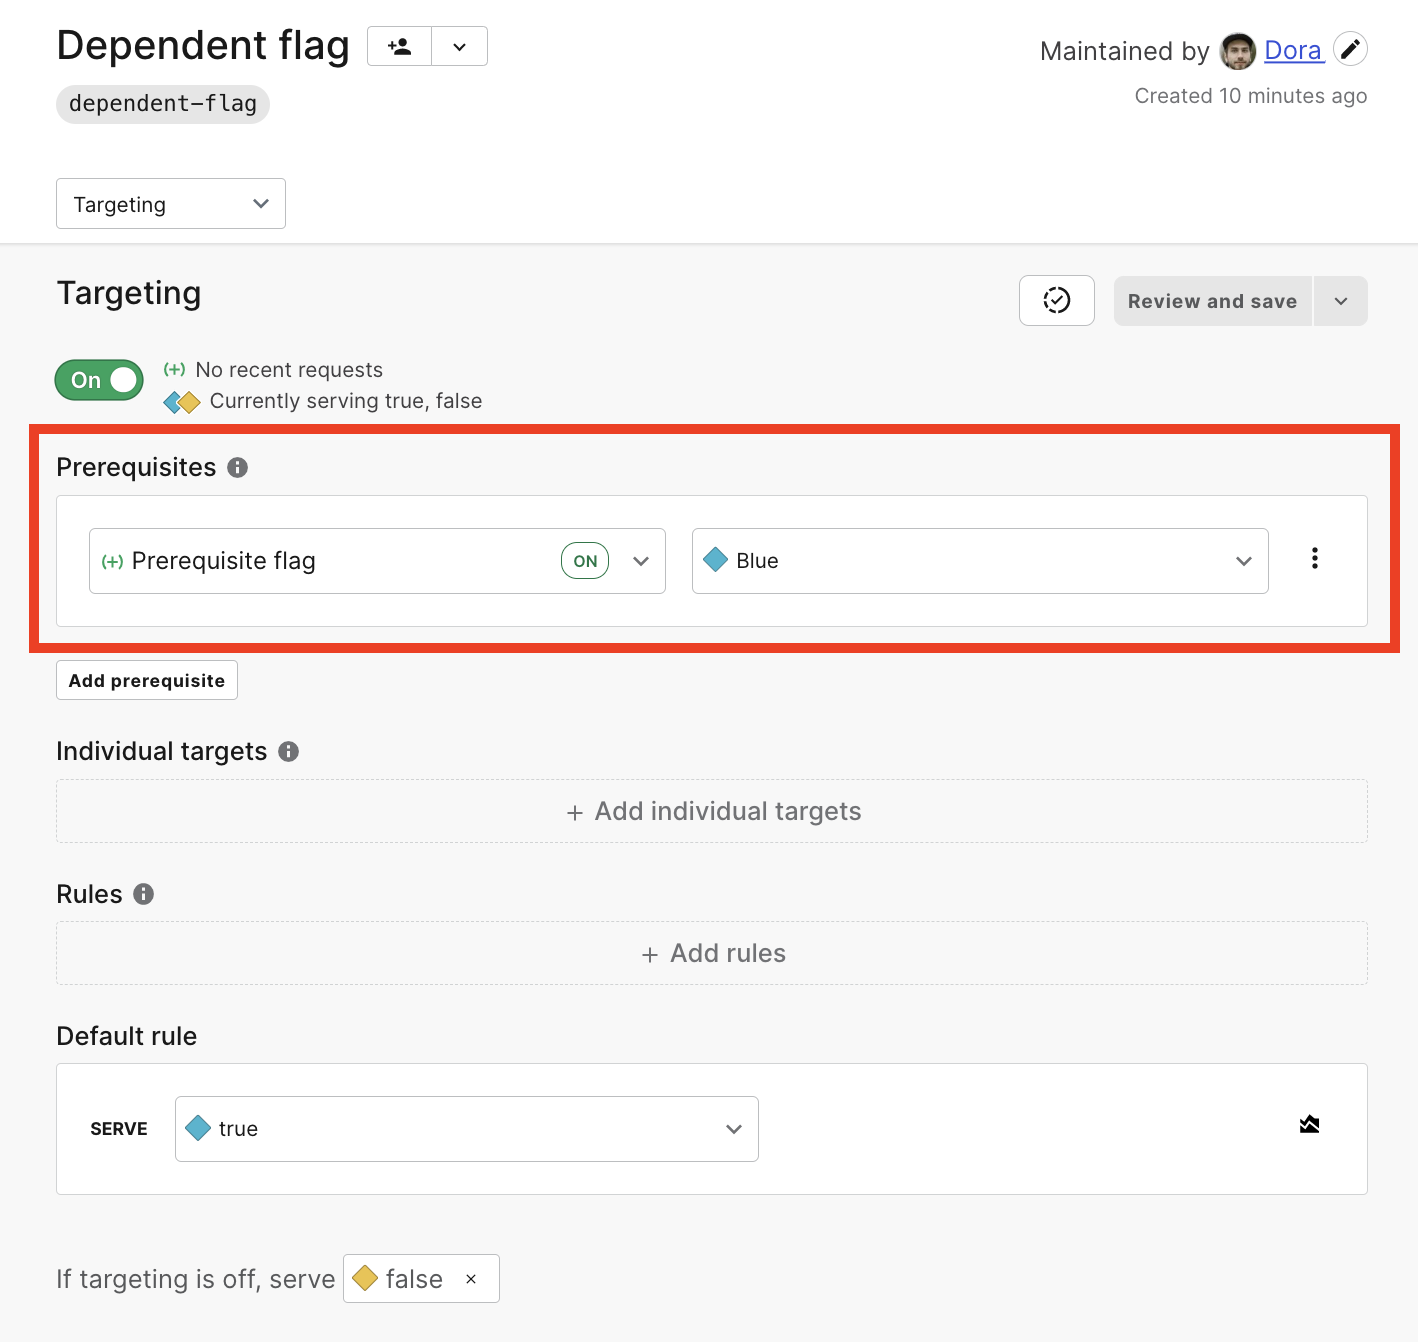 Dependent flag
Maintained by Dora
dependent-flag
Created 10 minutes ago
Targeting
Targeting
Review and save
On
(+) No recent requests
Currently serving true, false
Prerequisites
(+) Prerequisite flag ON
Blue
Add prerequisite
Individual targets
+ Add individual targets
Rules
+ Add rules
Default rule
SERVE true
If targeting is off, serve false ×